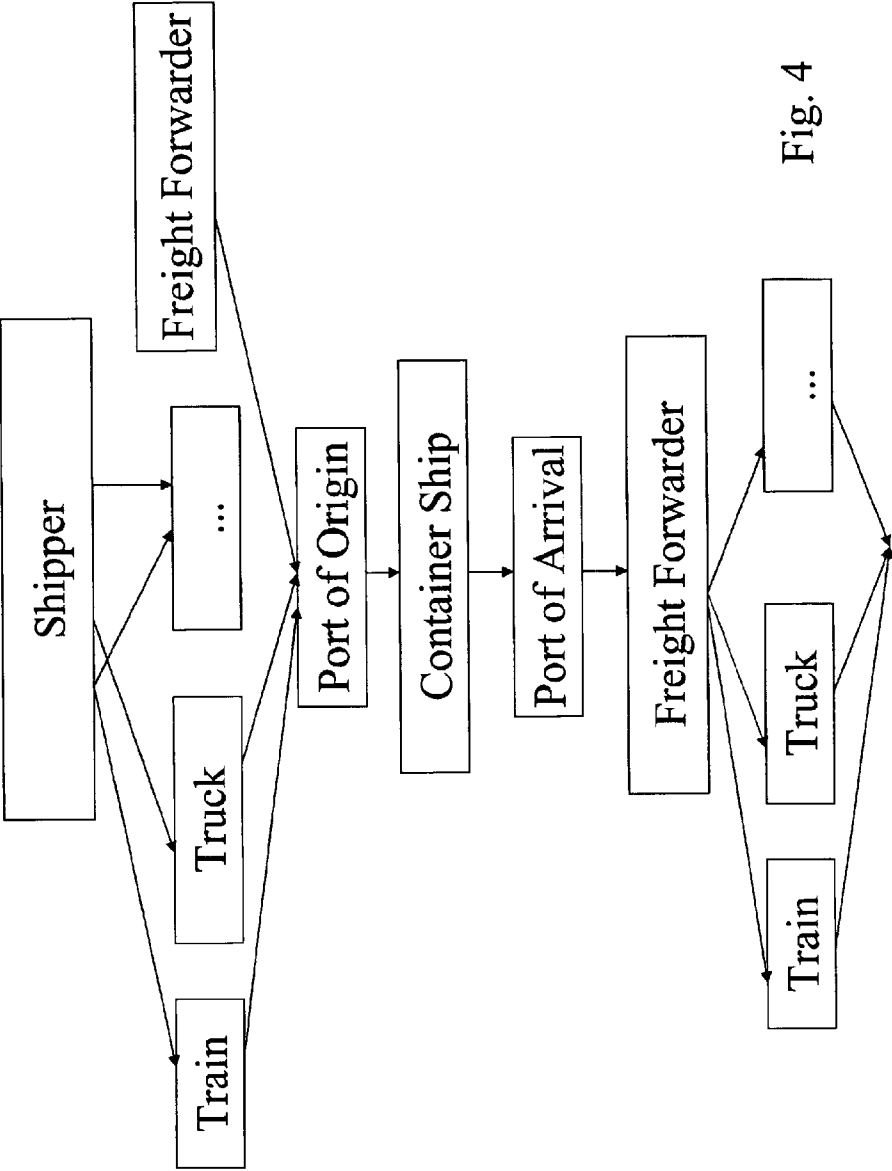 Shipper
Freight Forwarder
Train
Truck
...
Port of Origin
Container Ship
Port of Arrival
Freight Forwarder
Train
Truck
...
Fig. 4